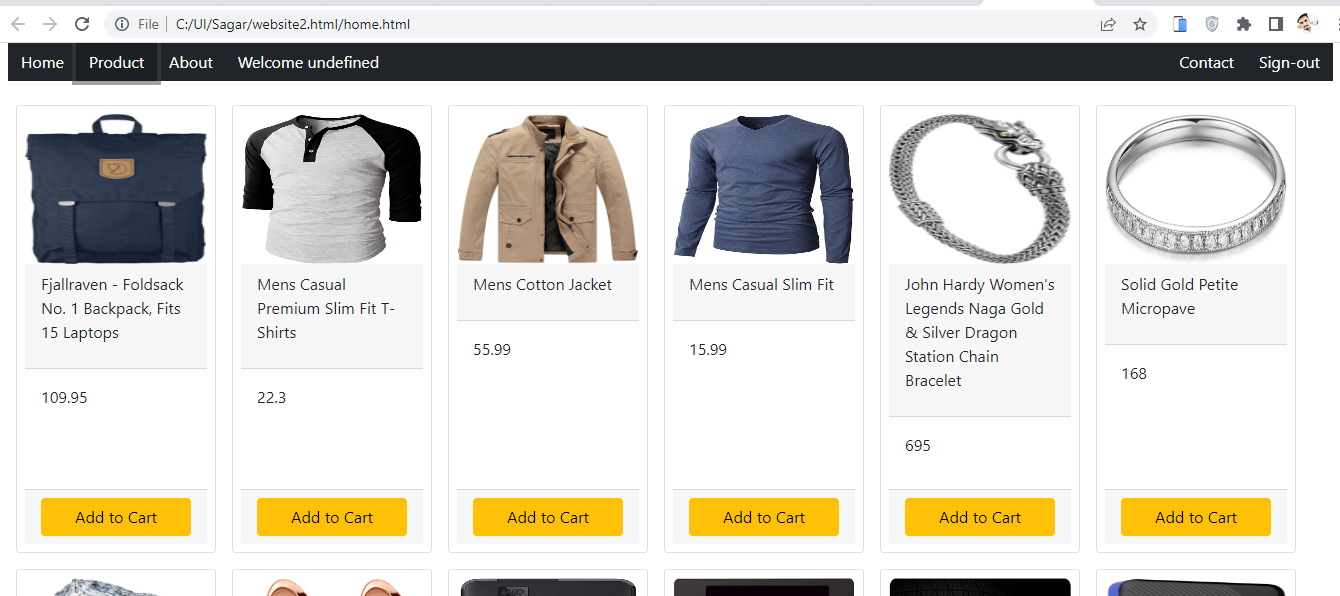 File
C:/UI/Sagar/website2.html/home.html
Home Product About Welcome undefined Contact Sign-out
Fjallraven - Foldsack
No. 1 Backpack, Fits
15 Laptops
109.95
Add to Cart
Mens Casual
Premium Slim Fit T-
Shirts
22.3
Add to Cart
Mens Cotton Jacket
55.99
Add to Cart
Mens Casual Slim Fit
15.99
Add to Cart
John Hardy Women's
Legends Naga Gold
& Silver Dragon
Station Chain
Bracelet
695
Add to Cart
Solid Gold Petite
Micropave
168
Add to Cart